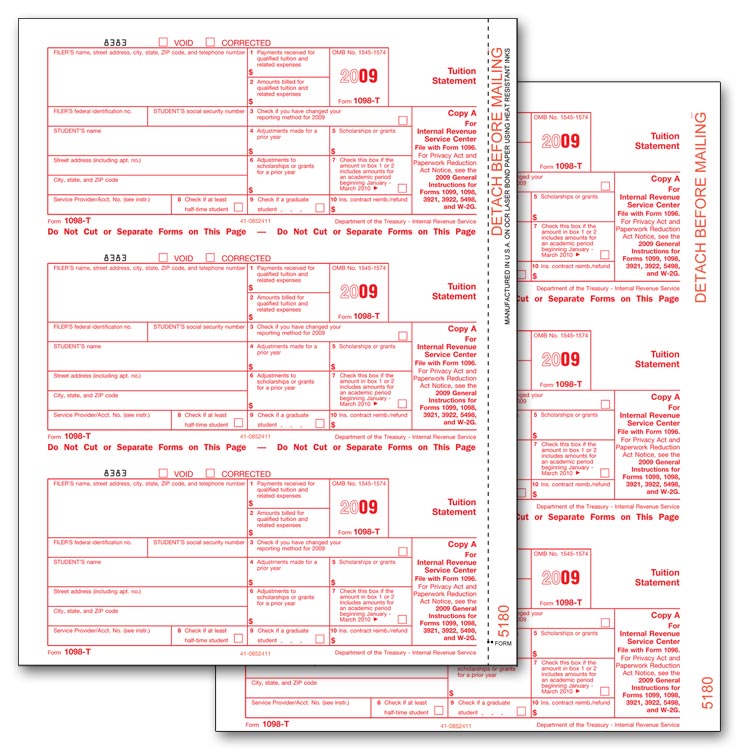 8383 VOID CORRECTED
FILER'S name, street address, city, state, ZIP code, and telephone number
1 Payments received for qualified tuition and related expenses
$
2 Amounts billed for qualified tuition and related expenses
$
OMB No. 1545-1574
2009
Form 1098-T
Tuition Statement
FILER'S federal identification no.
STUDENT'S social security number
3 Check if you have changed your reporting method for 2009
Copy A
For
Internal Revenue
Service Center
File with Form 1096.
For Privacy Act and
Paperwork Reduction
Act Notice, see the
2009 General
Instructions for
Forms 1099, 1098,
3921, 3922, 5498,
and W-2G.
STUDENT'S name
4 Adjustments made for a prior year
$
5 Scholarships or grants
$
Street address (including apt. no.)
City, state, and ZIP code
6 Adjustments to scholarships or grants for a prior year
$
7 Check this box if the amount in box 1 or 2 includes amounts for an academic period beginning January - March 2010 ►
Service Provider/Acct. No. (see instr.)
8 Check if at least half-time student
9 Check if a graduate student . . .
10 Ins. contract reimb./refund
$
Form 1098-T
41-0852411
Department of the Treasury - Internal Revenue Service
Do Not Cut or Separate Forms on This Page — Do Not Cut or Separate Forms on This Page
8383 VOID CORRECTED
FILER'S name, street address, city, state, ZIP code, and telephone number
1 Payments received for qualified tuition and related expenses
$
2 Amounts billed for qualified tuition and related expenses
$
OMB No. 1545-1574
2009
Form 1098-T
Tuition Statement
FILER'S federal identification no.
STUDENT'S social security number
3 Check if you have changed your reporting method for 2009
Copy A
For
Internal Revenue
Service Center
File with Form 1096.
For Privacy Act and
Paperwork Reduction
Act Notice, see the
2009 General
Instructions for
Forms 1099, 1098,
3921, 3922, 5498,
and W-2G.
STUDENT'S name
4 Adjustments made for a prior year
$
5 Scholarships or grants
$
Street address (including apt. no.)
City, state, and ZIP code
6 Adjustments to scholarships or grants for a prior year
$
7 Check this box if the amount in box 1 or 2 includes amounts for an academic period beginning January - March 2010 ►
Service Provider/Acct. No. (see instr.)
8 Check if at least half-time student
9 Check if a graduate student . . .
10 Ins. contract reimb./refund
$
Form 1098-T
41-0852411
Department of the Treasury - Internal Revenue Service
Do Not Cut or Separate Forms on This Page — Do Not Cut or Separate Forms on This Page
8383 VOID CORRECTED
FILER'S name, street address, city, state, ZIP code, and telephone number
1 Payments received for qualified tuition and related expenses
$
2 Amounts billed for qualified tuition and related expenses
$
OMB No. 1545-1574
2009
Form 1098-T
Tuition Statement
FILER'S federal identification no.
STUDENT'S social security number
3 Check if you have changed your reporting method for 2009
Copy A
For
Internal Revenue
Service Center
File with Form 1096.
For Privacy Act and
Paperwork Reduction
Act Notice, see the
2009 General
Instructions for
Forms 1099, 1098,
3921, 3922, 5498,
and W-2G.
STUDENT'S name
4 Adjustments made for a prior year
$
5 Scholarships or grants
$
Street address (including apt. no.)
City, state, and ZIP code
6 Adjustments to scholarships or grants for a prior year
$
7 Check this box if the amount in box 1 or 2 includes amounts for an academic period beginning January - March 2010 ►
Service Provider/Acct. No. (see instr.)
8 Check if at least half-time student
9 Check if a graduate student . . .
10 Ins. contract reimb./refund
$
Form 1098-T
41-0852411
Department of the Treasury - Internal Revenue Service
DETACH BEFORE MAILING
MANUFACTURED IN U.S.A. ON OCR LASER BOND PAPER USING HEAT RESISTANT INKS
FORM 5180
OMB No. 1545-1574
2009
Form 1098-T
Tuition Statement
Copy A
For
Internal Revenue
Service Center
File with Form 1096.
For Privacy Act and
Paperwork Reduction
Act Notice, see the
2009 General
Instructions for
Forms 1099, 1098,
3921, 3922, 5498,
and W-2G.
5 Scholarships or grants
$
7 Check this box if the amount in box 1 or 2 includes amounts for an academic period beginning January - March 2010 ►
10 Ins. contract reimb./refund
$
Department of the Treasury - Internal Revenue Service
Cut or Separate Forms on This Page
OMB No. 1545-1574
2009
Form 1098-T
Tuition Statement
Copy A
For
Internal Revenue
Service Center
File with Form 1096.
For Privacy Act and
Paperwork Reduction
Act Notice, see the
2009 General
Instructions for
Forms 1099, 1098,
3921, 3922, 5498,
and W-2G.
5 Scholarships or grants
$
7 Check this box if the amount in box 1 or 2 includes amounts for an academic period beginning January - March 2010 ►
10 Ins. contract reimb./refund
$
Department of the Treasury - Internal Revenue Service
Cut or Separate Forms on This Page
OMB No. 1545-1574
2009
Form 1098-T
Tuition Statement
Copy A
For
Internal Revenue
Service Center
File with Form 1096.
For Privacy Act and
Paperwork Reduction
Act Notice, see the
2009 General
Instructions for
Forms 1099, 1098,
3921, 3922, 5498,
and W-2G.
5 Scholarships or grants
$
scholarships or grants for a prior year
$
7 Check this box if the amount in box 1 or 2 includes amounts for an academic period beginning January - March 2010 ►
City, state, and ZIP code
Service Provider/Acct. No. (see instr.)
8 Check if at least half-time student
9 Check if a graduate student . . .
10 Ins. contract reimb./refund
$
Form 1098-T
41-0852411
Department of the Treasury - Internal Revenue Service
DETACH BEFORE MAILING
5180